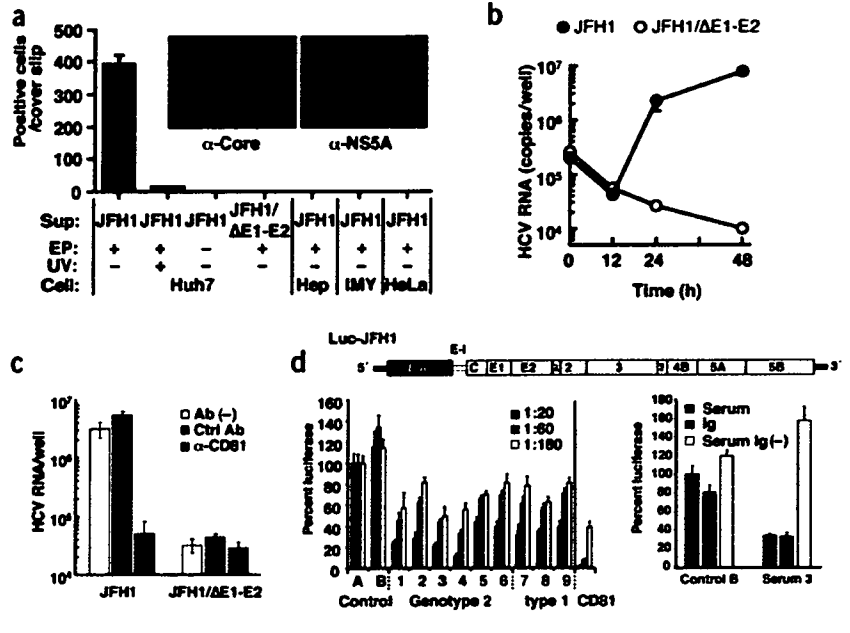 a
Positive cells
/cover slip
500
400
300
200
100
0
α-Core
α-NS5A
Sup: JFH1 JFH1 JFH1 JFH1/ΔE1-E2 JFH1 JFH1 JFH1
EP: + + − + + + +
UV: − + − − − − −
Cell: Huh7 Hep IMY HeLa
b
JFH1 JFH1/ΔE1-E2
HCV RNA (copies/well)
10⁷
10⁶
10⁵
10⁴
0 12 24 48
Time (h)
c
HCV RNA/well
10⁷
10⁶
10⁵
10⁴
Ab (−)
Ctrl Ab
α-CD81
JFH1 JFH1/ΔE1-E2
d
Luc-JFH1
E-I
5´ C E1 E2 2 3 4B 5A 5B 3´
Percent luciferase
160
140
120
100
80
60
40
20
0
1:20
1:60
1:180
A B 1 2 3 4 5 6 7 8 9 CD81
Control Genotype 2 type 1
Percent luciferase
180
160
140
120
100
80
60
40
20
0
Serum
Ig
Serum Ig(−)
Control B Serum 3